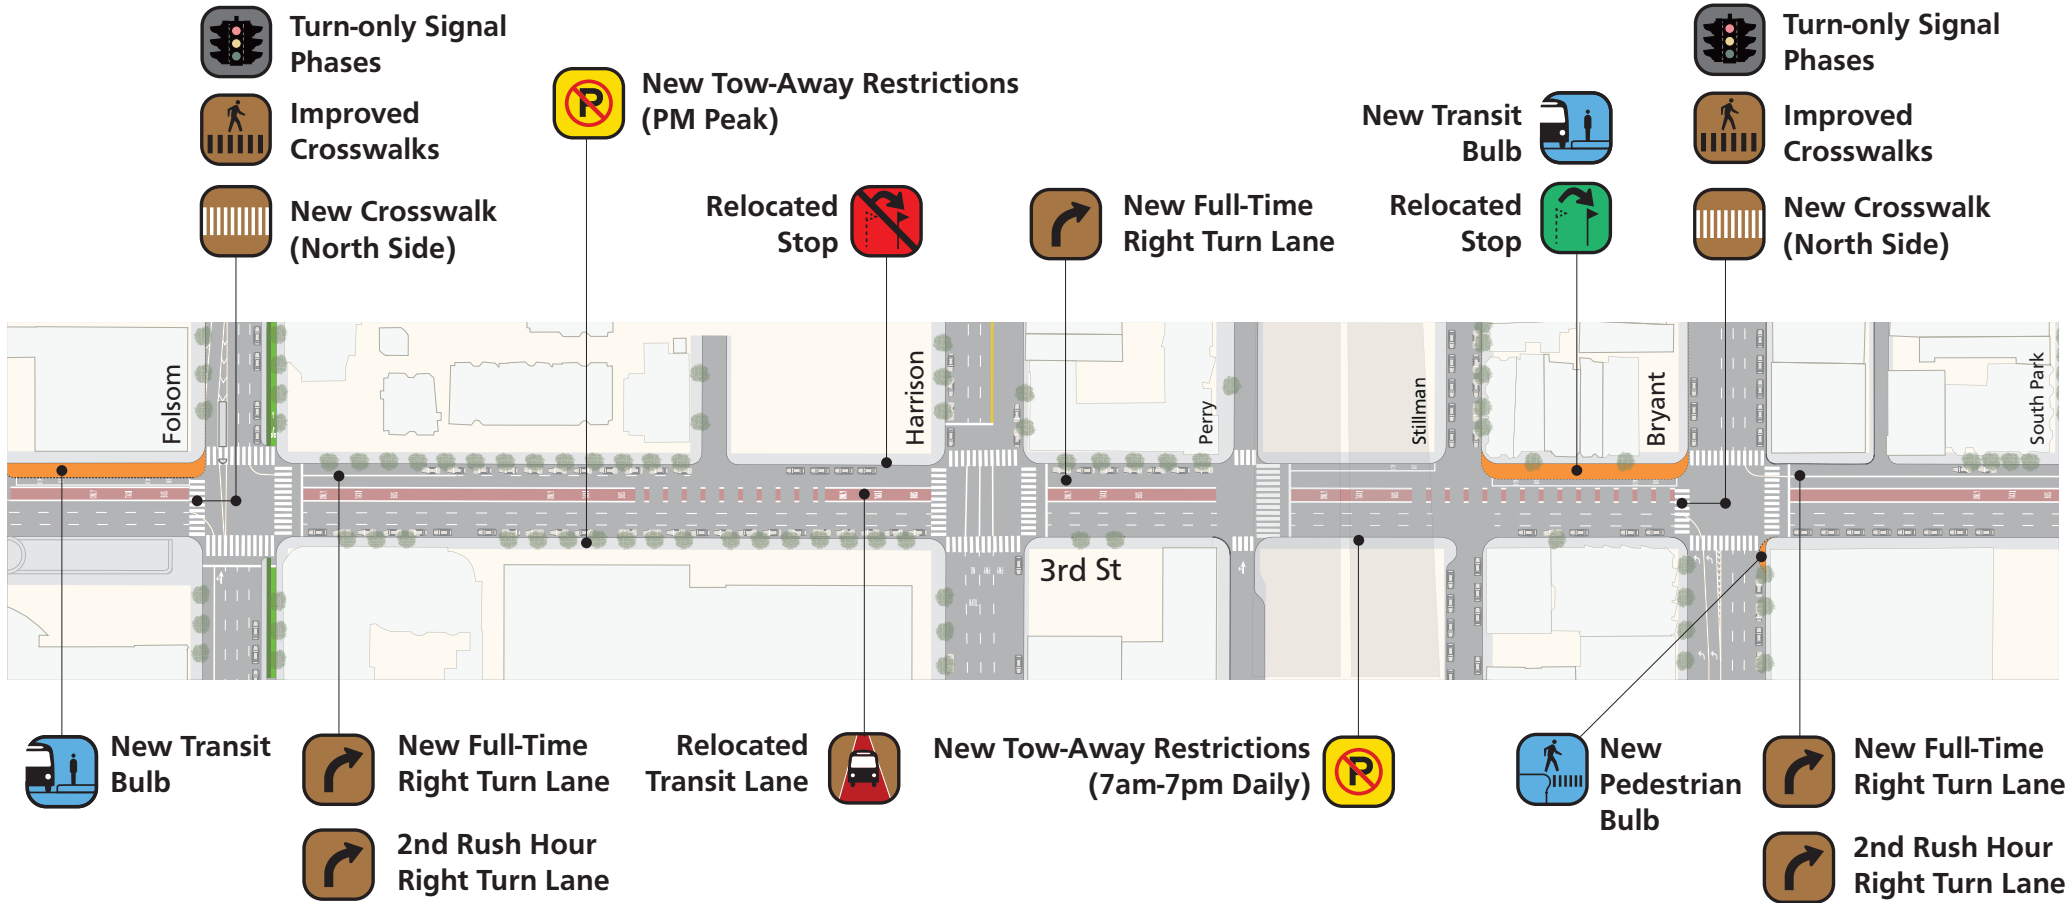 Turn-only Signal
Phases
Improved
Crosswalks
New Crosswalk
(North Side)
New Tow-Away Restrictions
(PM Peak)
Relocated
Stop
New Full-Time
Right Turn Lane
New Transit
Bulb
Relocated
Stop
Turn-only Signal
Phases
Improved
Crosswalks
New Crosswalk
(North Side)
Folsom
Harrison
Perry
Stillman
Bryant
South Park
3rd St
New Transit
Bulb
New Full-Time
Right Turn Lane
2nd Rush Hour
Right Turn Lane
Relocated
Transit Lane
New Tow-Away Restrictions
(7am-7pm Daily)
New
Pedestrian
Bulb
New Full-Time
Right Turn Lane
2nd Rush Hour
Right Turn Lane